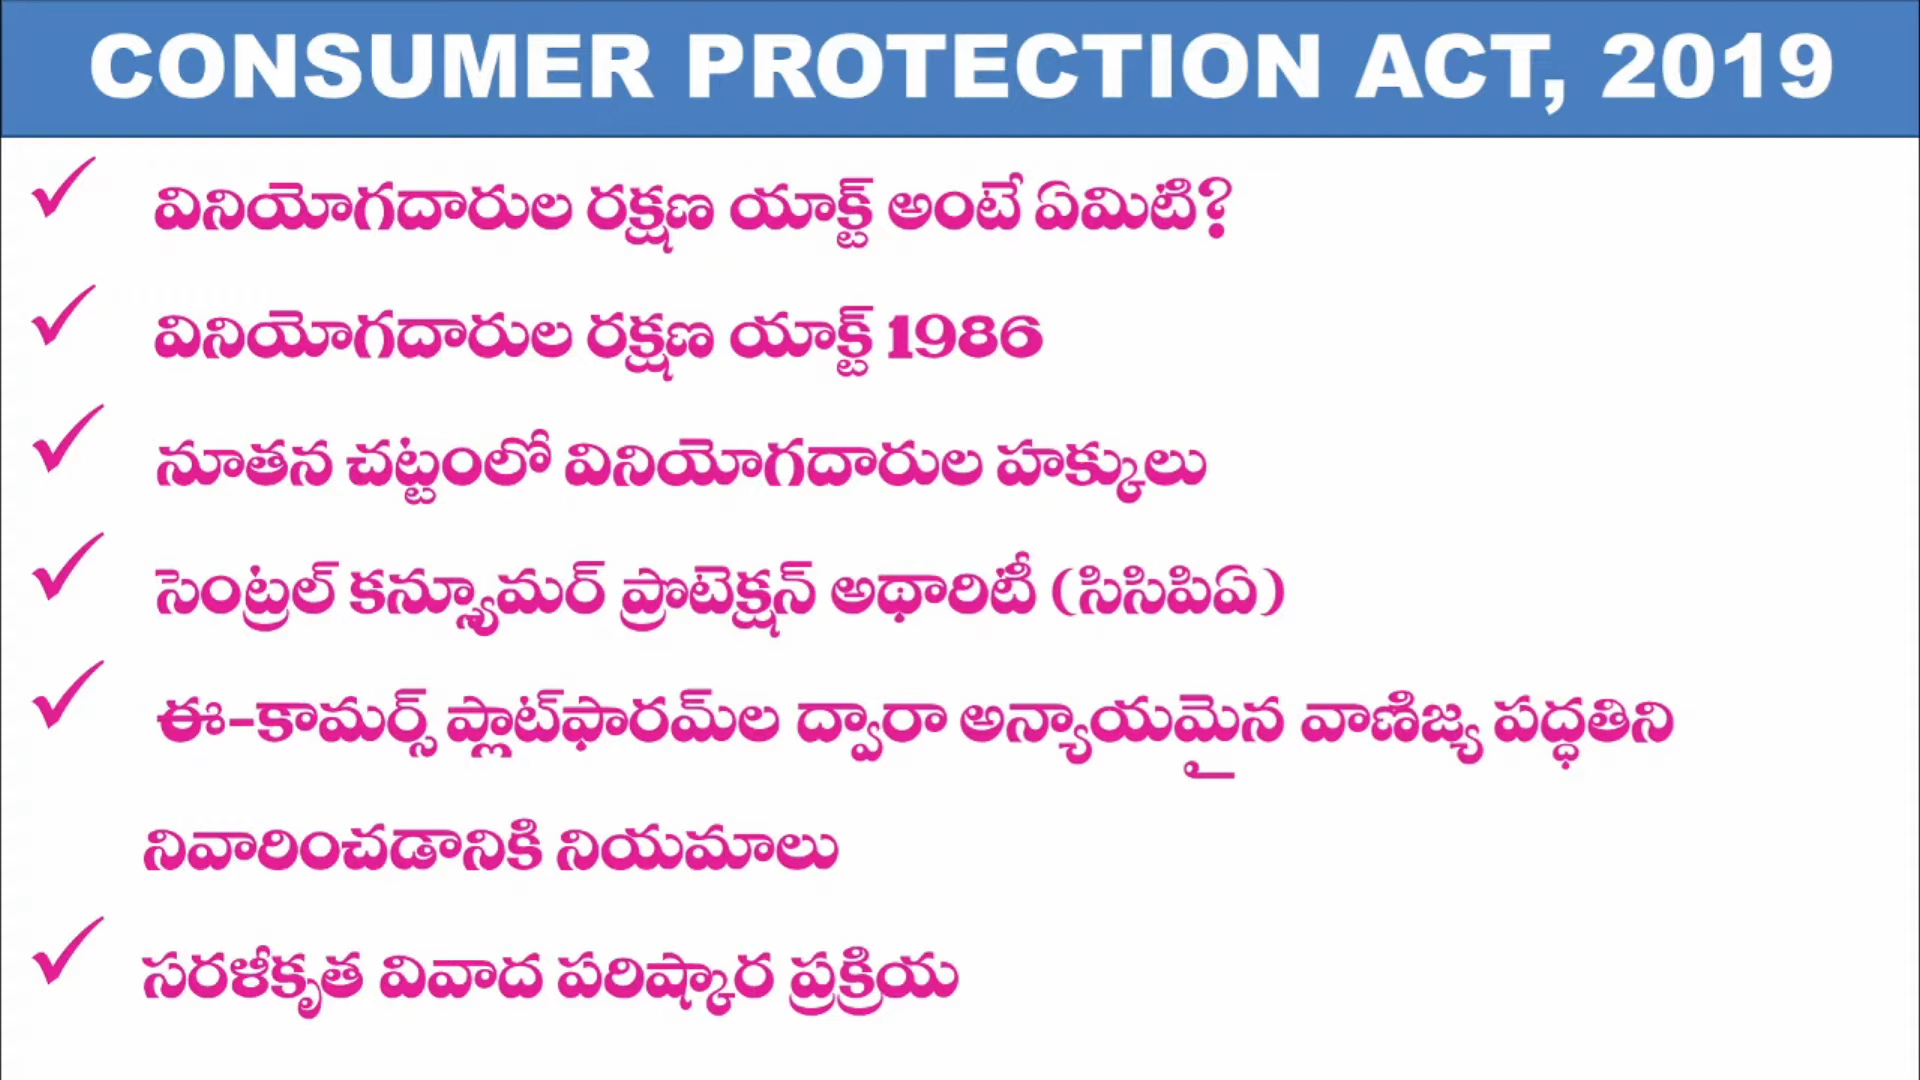 CONSUMER PROTECTION ACT, 2019
✓ వినియోగదారుల రక్షణ యాక్ట్ అంటే ఏమిటి?
✓ వినియోగదారుల రక్షణ యాక్ట్ 1986
✓ నూతన చట్టంలో వినియోగదారుల హక్కులు
✓ సెంట్రల్ కన్స్యూమర్ ప్రొటెక్షన్ అథారిటీ (సిసిపిఏ)
✓ ఈ-కామర్స్ ప్లాట్‌ఫారమ్‌ల ద్వారా అన్యాయమైన వాణిజ్య పద్ధతిని
నివారించడానికి నియమాలు
✓ సరళీకృత వివాద పరిష్కార ప్రక్రియ